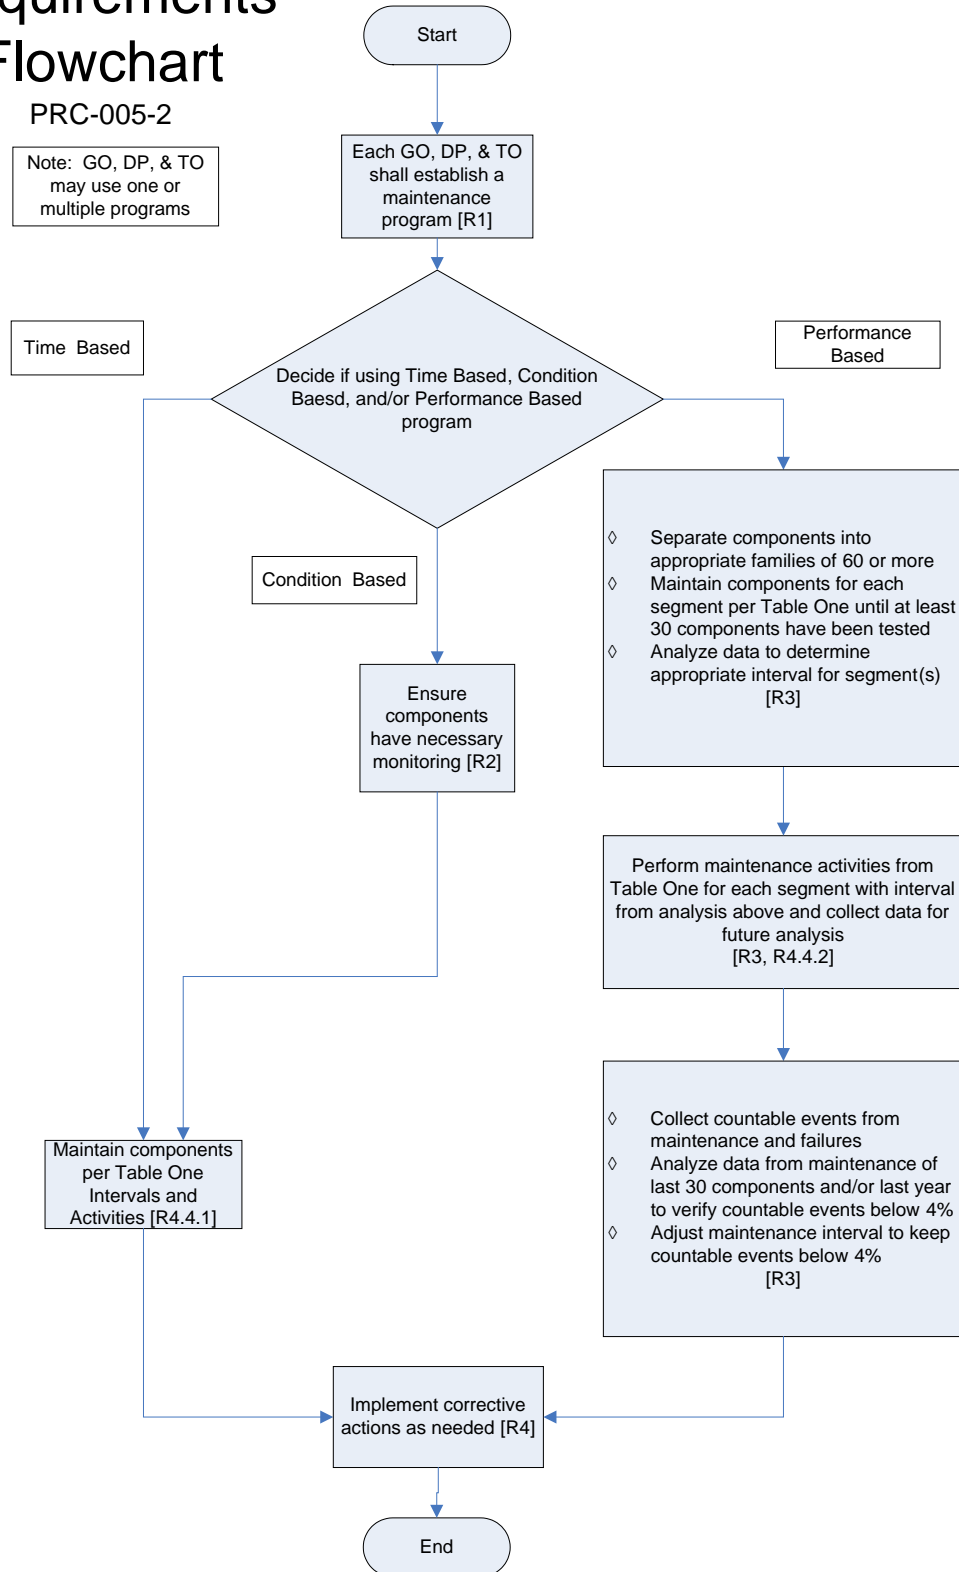 quirements
Flowchart
PRC-005-2
Note:  GO, DP, & TO
may use one or
multiple programs
Start
Each GO, DP, & TO
shall establish a
maintenance
program [R1]
Time  Based
Performance
Based
Decide if using Time Based, Condition
Baesd, and/or Performance Based
program
Condition  Based
◊ Separate components into
appropriate families of 60 or more
◊ Maintain components for each
segment per Table One until at least
30 components have been tested
◊ Analyze data to determine
appropriate interval for segment(s)
[R3]
Ensure
components
have necessary
monitoring [R2]
Perform maintenance activities from
Table One for each segment with interval
from analysis above and collect data for
future analysis
[R3, R4.4.2]
◊ Collect countable events from
maintenance and failures
◊ Analyze data from maintenance of
last 30 components and/or last year
to verify countable events below 4%
◊ Adjust maintenance interval to keep
countable events below 4%
[R3]
Maintain components
per Table One
Intervals and
Activities [R4.4.1]
Implement corrective
actions as needed [R4]
End